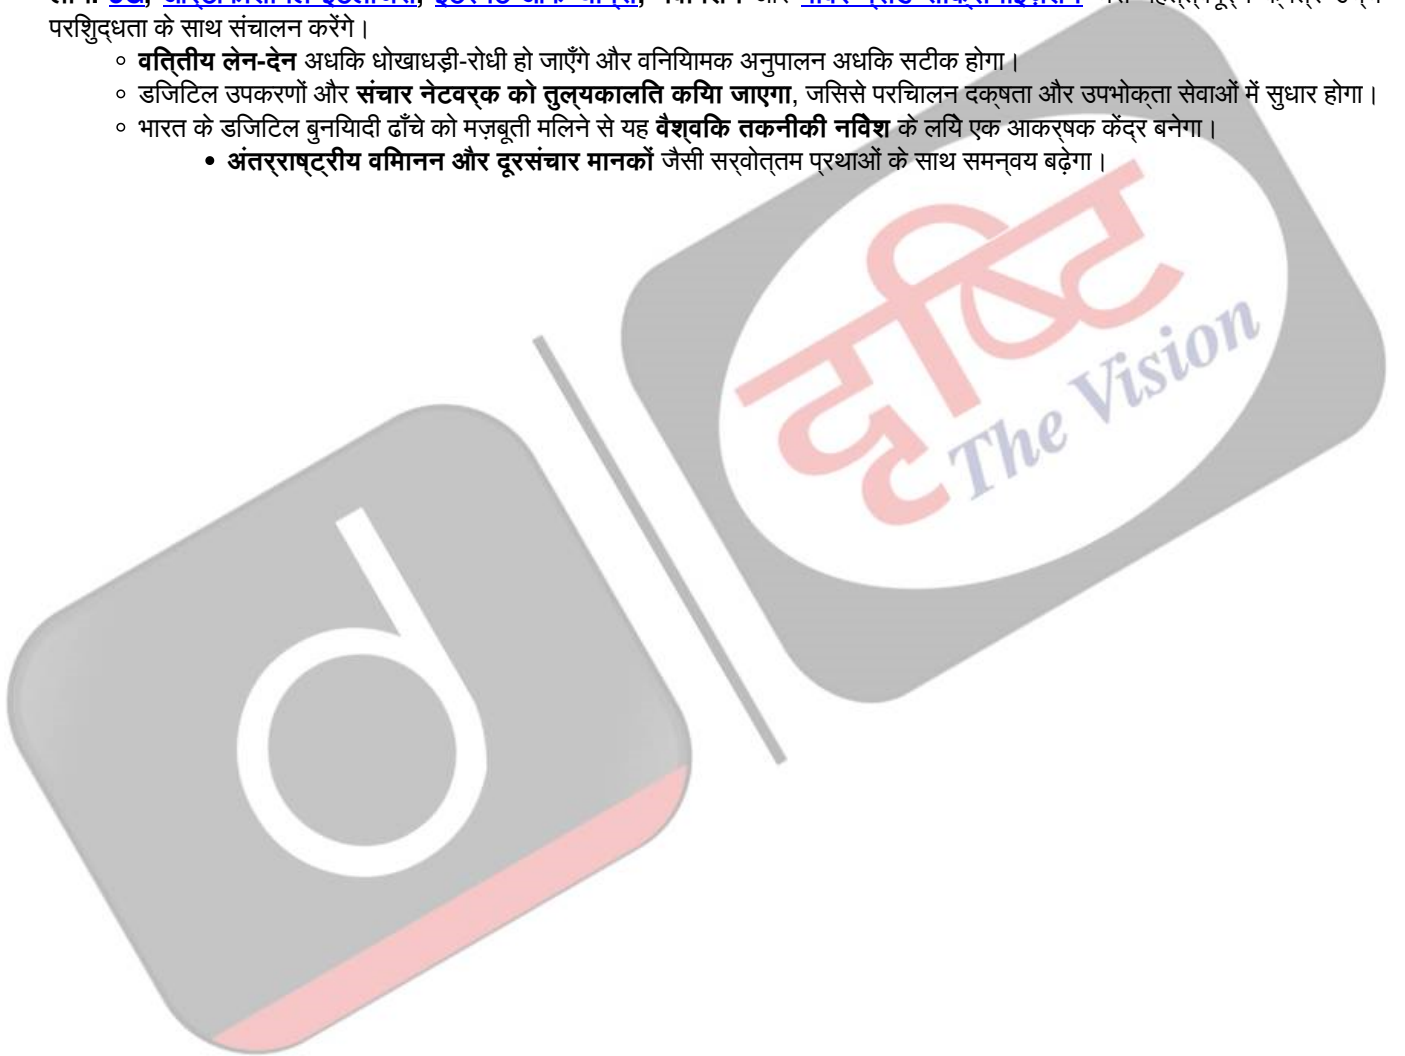 परशुिद्धता के साथ संचालन करेंगे।
वति्तीय लेन-देन अधकि धोखाधड़ी-रोधी हो जाएँगे और वनियिामक अनुपालन अधकि सटीक होगा।
डजिटिल उपकरणों और संचार नेटवर्क को तुल्यकालति कयिा जाएगा, जसिसे परचिालन दक्षता और उपभोक्ता सेवाओं में सुधार होगा।
भारत के डजिटिल बुनयिादी ढाँचे को मज़बूती मलिने से यह वैश्वकि तकनीकी नविेश के लयिे एक आकर्षक केंद्र बनेगा।
अंतर्राष्ट्रीय वमिानन और दूरसंचार मानकों जैसी सर्वोत्तम प्रथाओं के साथ समन्वय बढ़ेगा।
दृष्टि
The Vision
d